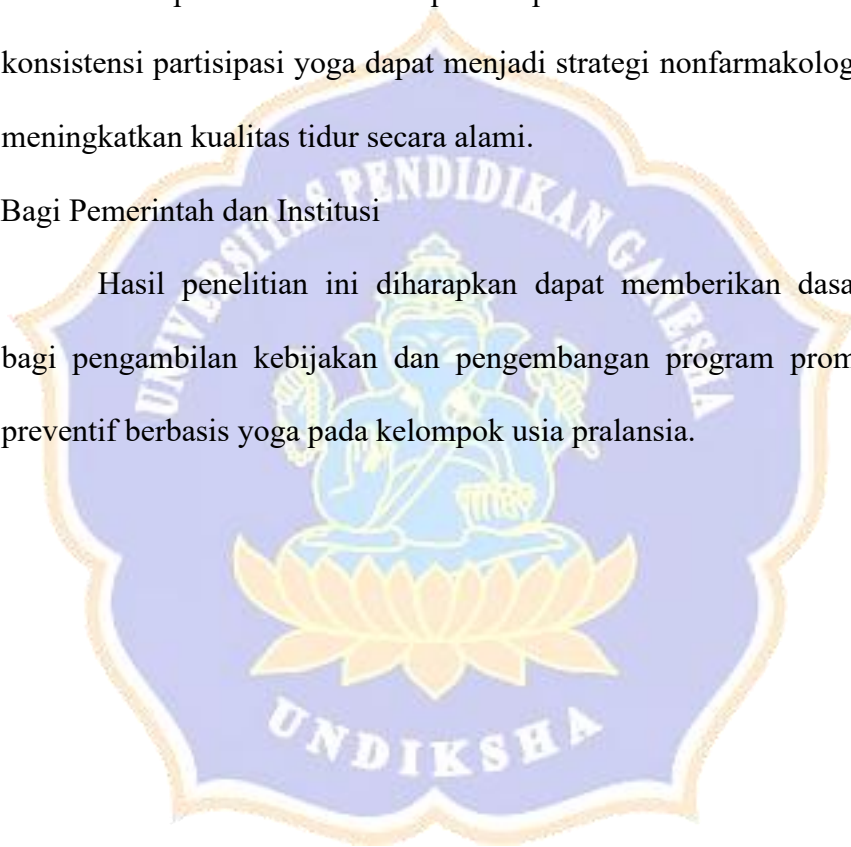 konsistensi partisipasi yoga dapat menjadi strategi nonfarmakolog
meningkatkan kualitas tidur secara alami.
UNIVERSITAS PENDIDIKAN GANESHA
Bagi Pemerintah dan Institusi
Hasil penelitian ini diharapkan dapat memberikan dasa
bagi pengambilan kebijakan dan pengembangan program prom
preventif berbasis yoga pada kelompok usia pralansia.
UNDIKSHA